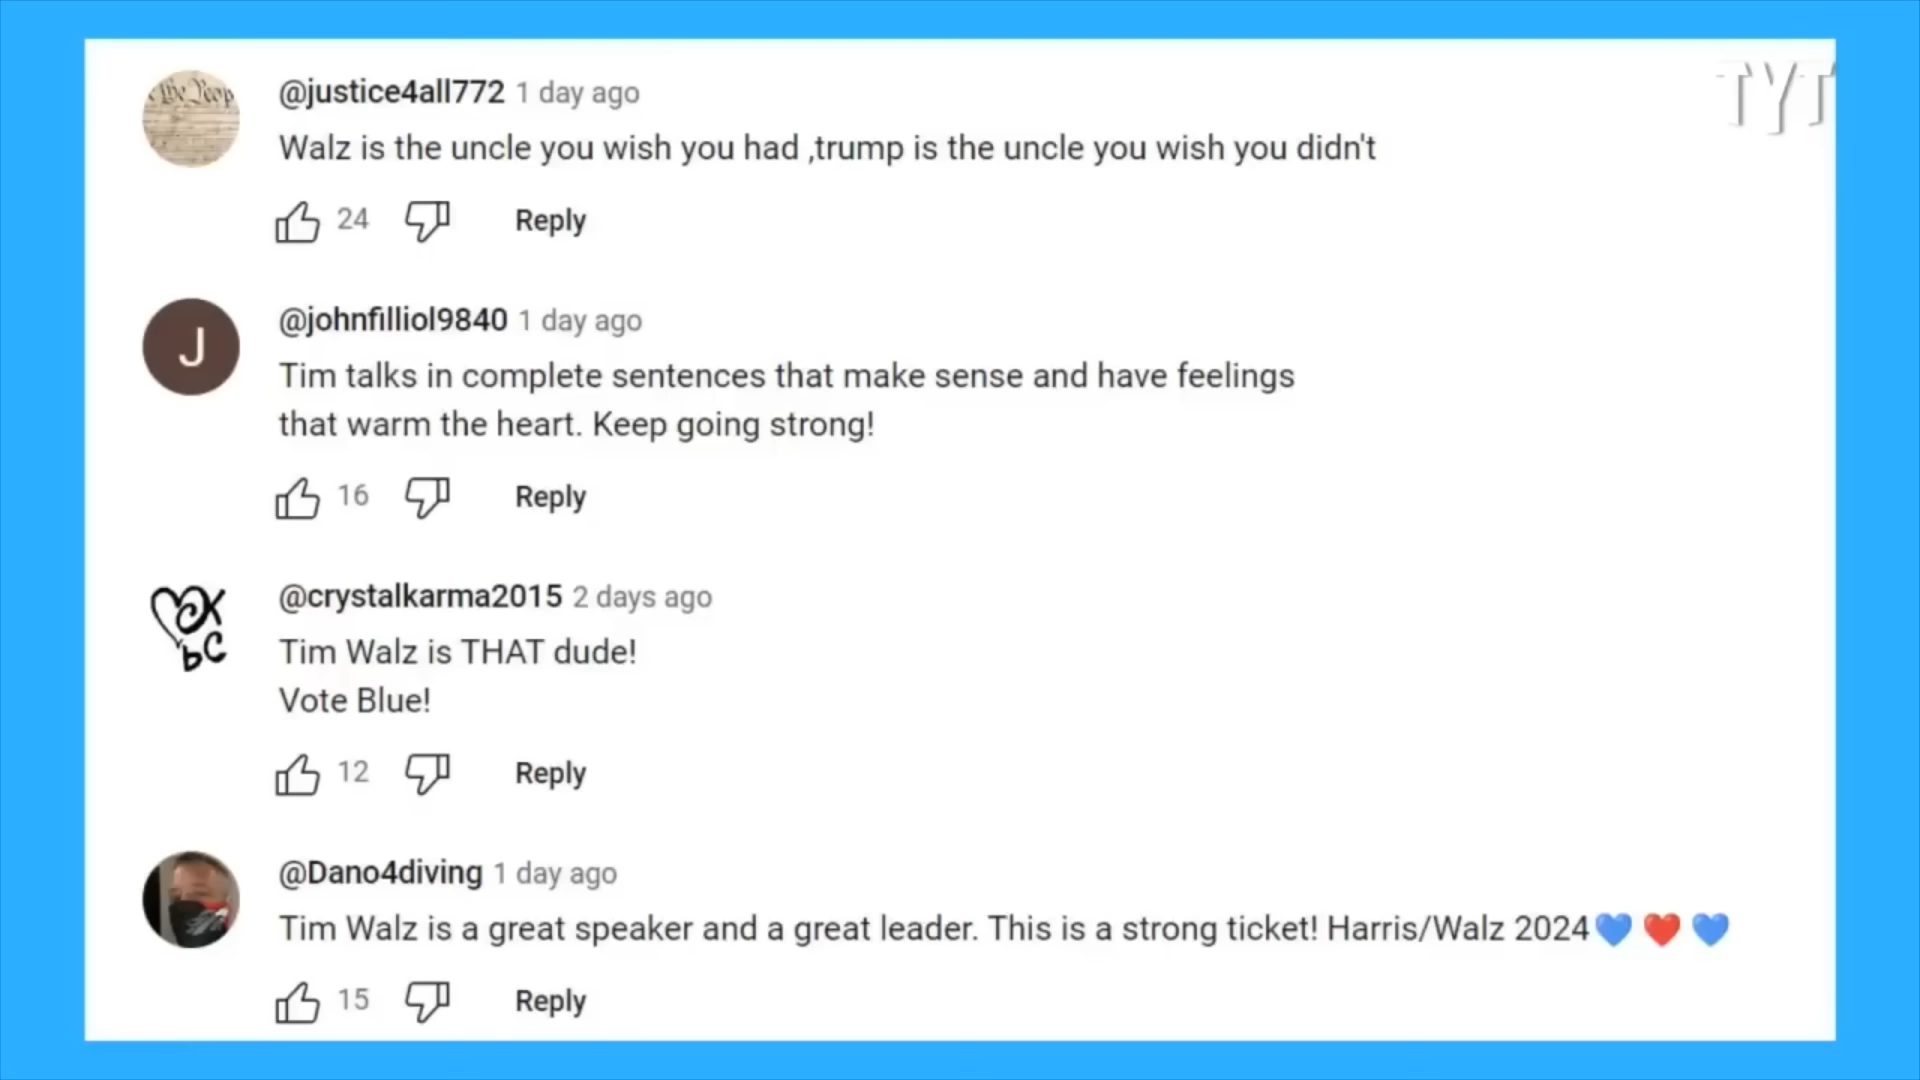 TYT
the Peop
@justice4all772 1 day ago
Walz is the uncle you wish you had ,trump is the uncle you wish you didn't
24 Reply
J
@johnfilliol9840 1 day ago
Tim talks in complete sentences that make sense and have feelings
that warm the heart. Keep going strong!
16 Reply
@crystalkarma2015 2 days ago
Tim Walz is THAT dude!
Vote Blue!
12 Reply
@Dano4diving 1 day ago
Tim Walz is a great speaker and a great leader. This is a strong ticket! Harris/Walz 2024💙 ❤️ 💙
15 Reply